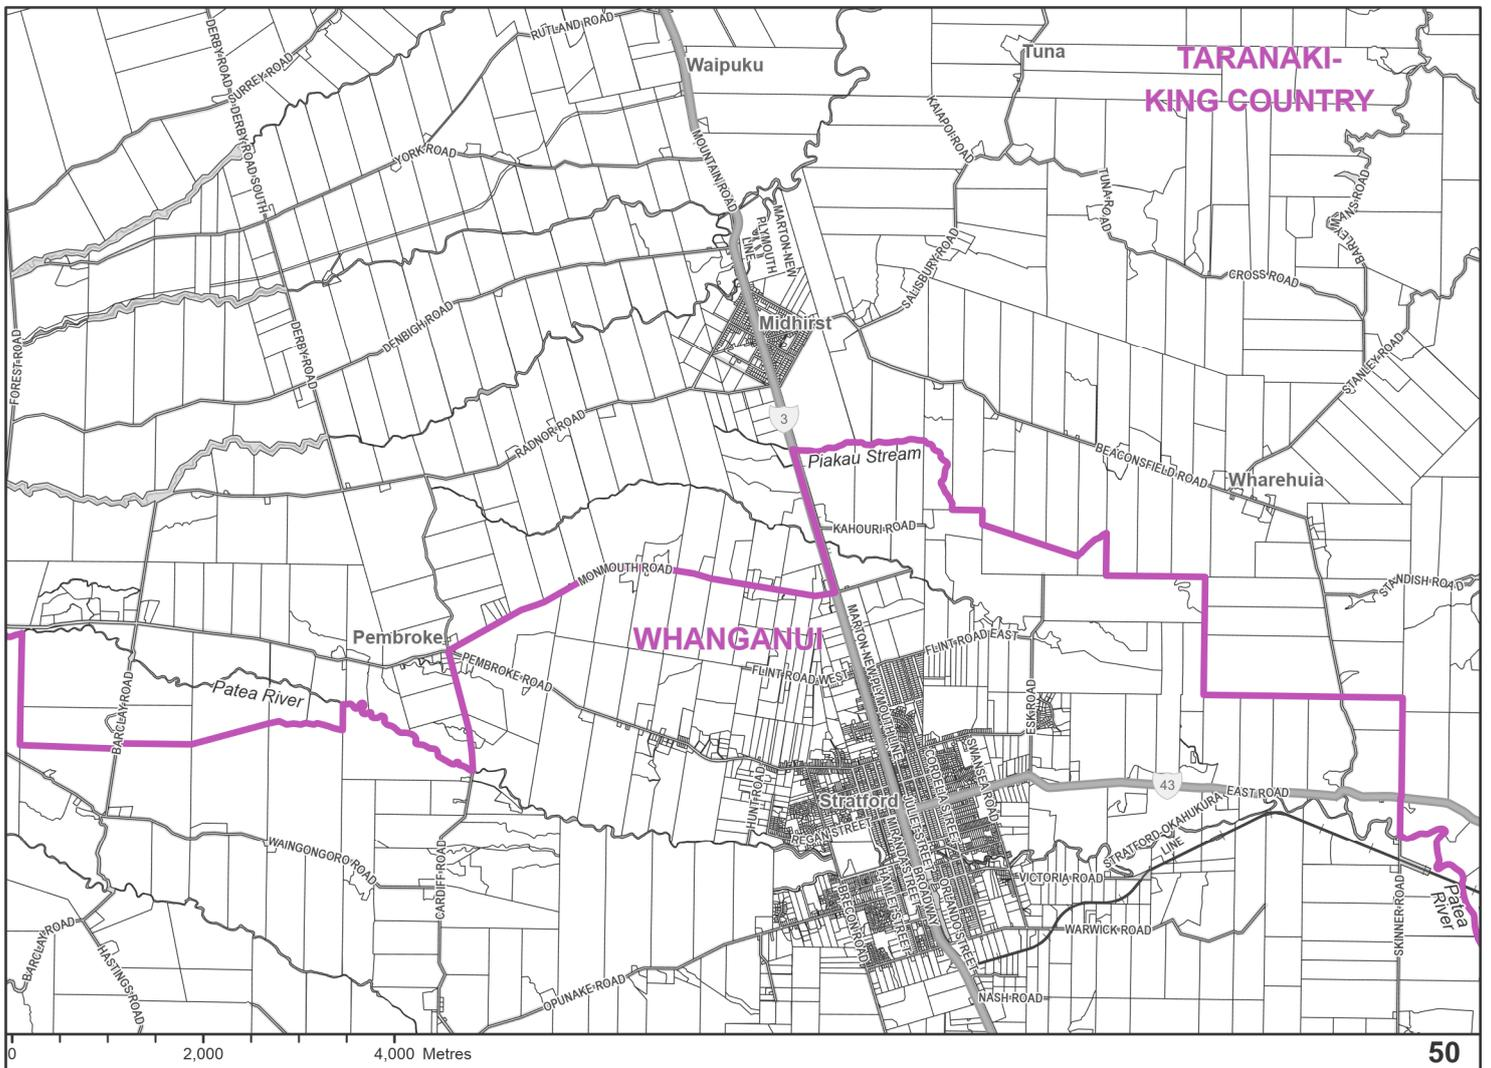 RUTLAND ROAD
DERBY ROAD
SURREY ROAD
Waipuku
Tuna
TARANAKI-
KING COUNTRY
DERBY ROAD SOUTH
YORK ROAD
MOUNTAIN ROAD
KAIAPOI ROAD
TUNA ROAD
BARLEYMANS ROAD
MARTON-NEW
PLYMOUTH
LINE
SALISBURY ROAD
CROSS ROAD
FOREST ROAD
DERBY ROAD
DENBIGH ROAD
Midhirst
STANLEY ROAD
RADNOR ROAD
3
Piakau Stream
BEACONSFIELD ROAD
Wharehuia
KAHOURI ROAD
MONMOUTH ROAD
STANDISH ROAD
Pembroke
WHANGANUI
MARTON-NEW PLYMOUTH LINE
FLINT ROAD EAST
PEMBROKE ROAD
FLINT ROAD WEST
Patea River
BARCLAY ROAD
ESK ROAD
SWANSEA ROAD
CORDELIA STREET
HUNT ROAD
Stratford
43
EAST ROAD
JULIET STREET
MIRANDA STREET
REGAN STREET
STRATFORD-OKAHUKURA
LINE
WAINGONGORO ROAD
CARDIFF ROAD
VICTORIA ROAD
HAMLET STREET
BROADWAY
ORLANDO STREET
BRECON ROAD
SKINNER ROAD
Patea
River
BARCLAY ROAD
HASTINGS ROAD
WARWICK ROAD
OPUNAKE ROAD
NASH ROAD
0 2,000 4,000 Metres
50